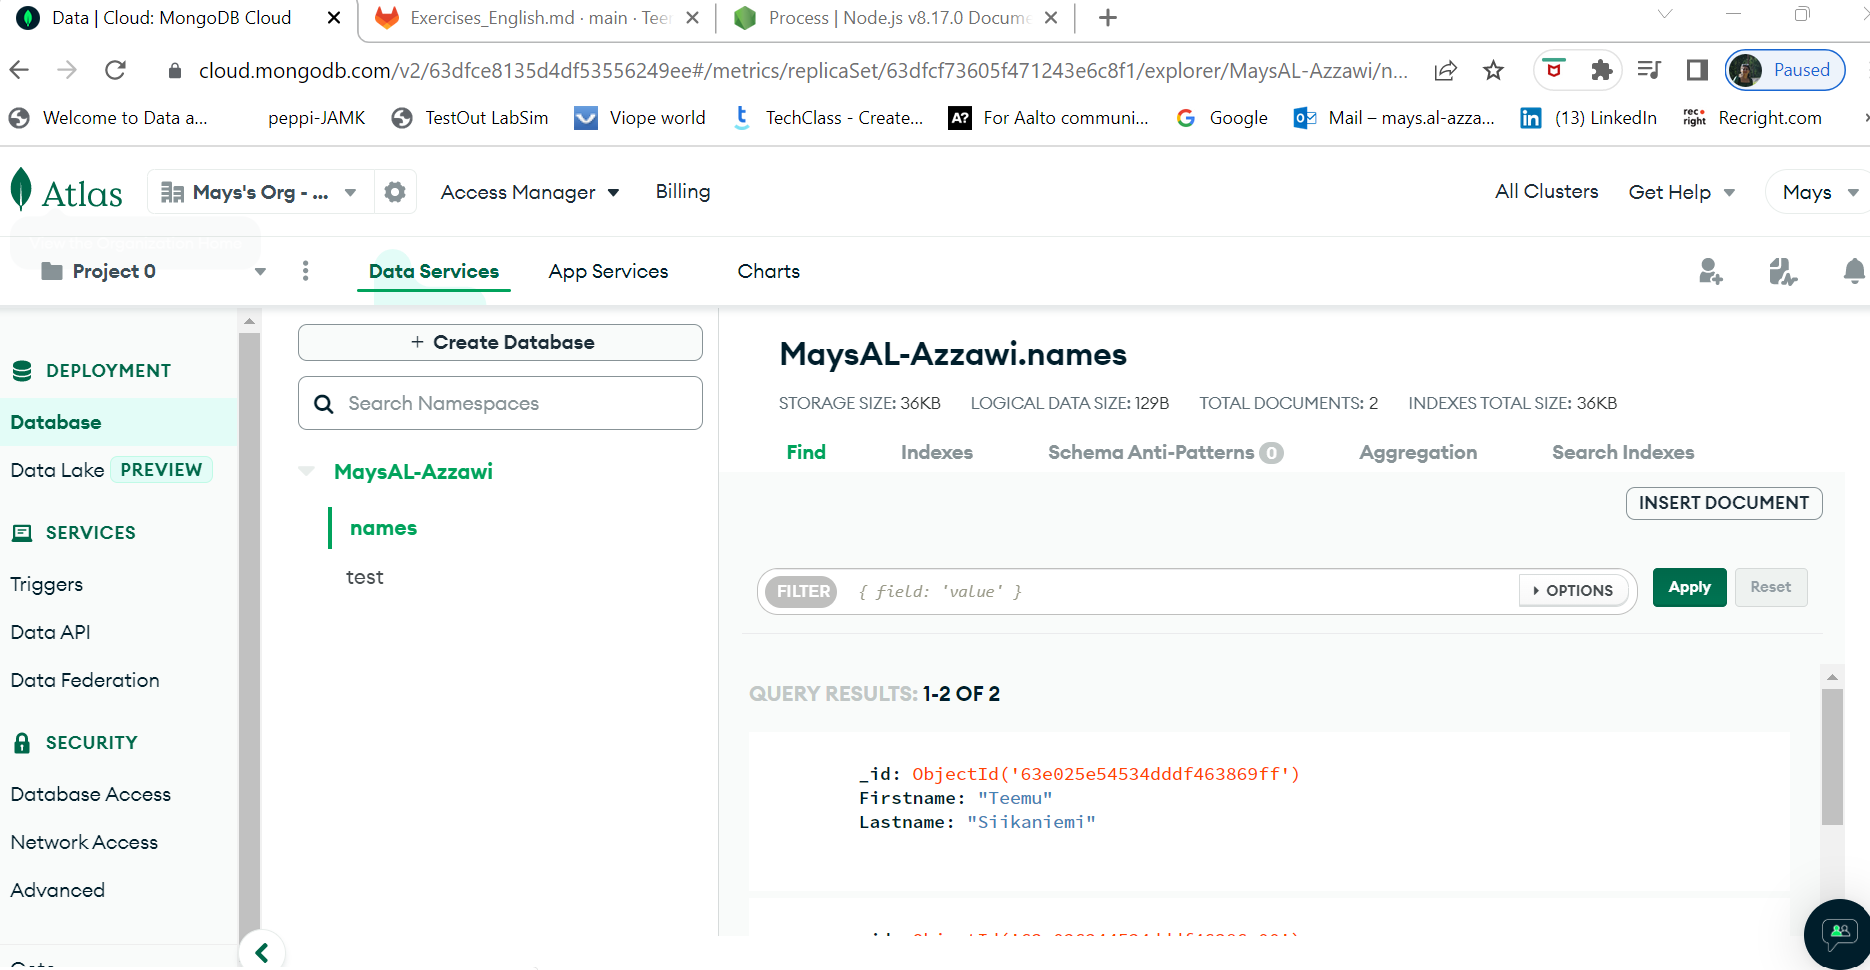 Data | Cloud: MongoDB Cloud
Exercises_English.md · main · Tee
Process | Node.js v8.17.0 Docume
cloud.mongodb.com/v2/63dfce8135d4df53556249ee#/metrics/replicaSet/63dfcf73605f471243e6c8f1/explorer/MaysAL-Azzawi/n...
Paused
Welcome to Data a...
peppi-JAMK
TestOut LabSim
Viope world
TechClass - Create...
A?
For Aalto communi...
Google
Mail – mays.al-azza...
(13) LinkedIn
rec right
Recright.com
Atlas
Mays's Org - ...
Access Manager
Billing
All Clusters
Get Help
Mays
Project 0
Data Services
App Services
Charts
DEPLOYMENT
Database
Data Lake PREVIEW
SERVICES
Triggers
Data API
Data Federation
SECURITY
Database Access
Network Access
Advanced
+ Create Database
Search Namespaces
MaysAL-Azzawi
names
test
MaysAL-Azzawi.names
STORAGE SIZE: 36KB LOGICAL DATA SIZE: 129B TOTAL DOCUMENTS: 2 INDEXES TOTAL SIZE: 36KB
Find
Indexes
Schema Anti-Patterns 0
Aggregation
Search Indexes
INSERT DOCUMENT
FILTER { field: 'value' }
OPTIONS
Apply
Reset
QUERY RESULTS: 1-2 OF 2
_id: ObjectId('63e025e54534dddf463869ff')
Firstname: "Teemu"
Lastname: "Siikaniemi"